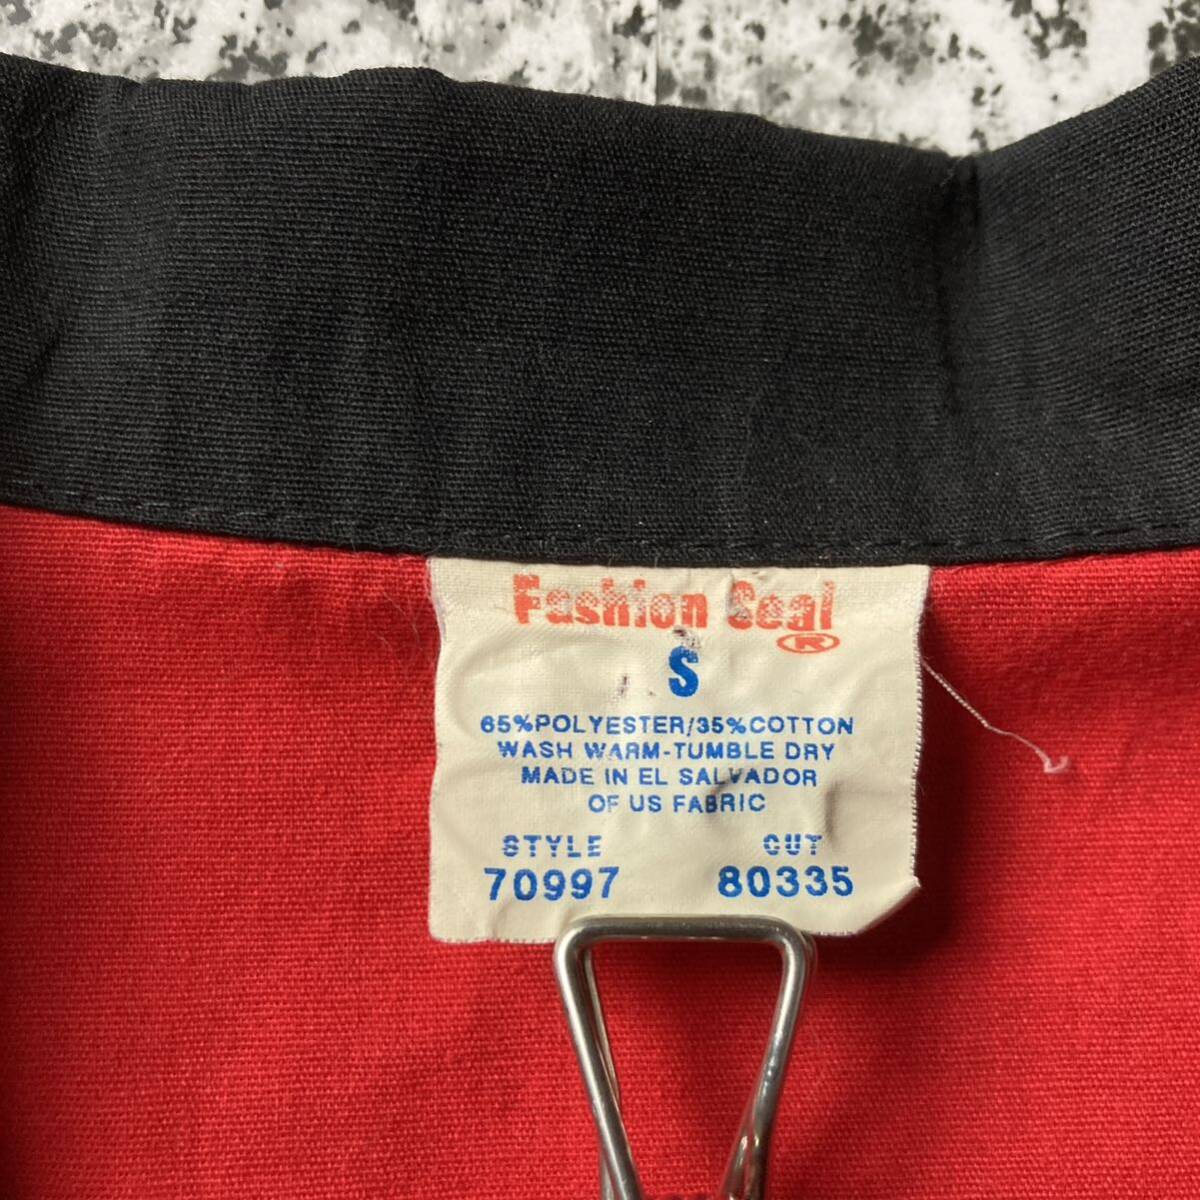 Fashion Seal
®
S
65%POLYESTER/35%COTTON
WASH WARM-TUMBLE DRY
MADE IN EL SALVADOR
OF US FABRIC
STYLE CUT
70997 80335